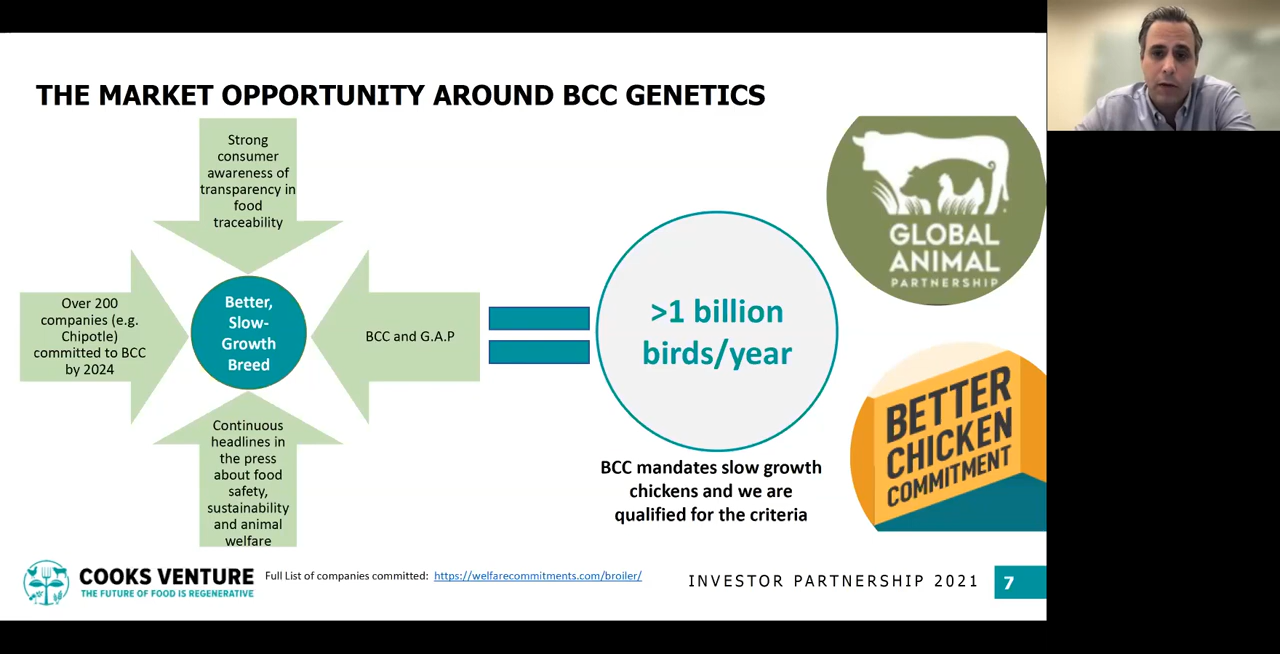 THE MARKET OPPORTUNITY AROUND BCC GENETICS
Strong
consumer
awareness of
transparency in
food
traceability
Over 200
companies (e.g.
Chipotle)
committed to BCC
by 2024
Better,
Slow-
Growth
Breed
BCC and G.A.P
Continuous
headlines in
the press
about food
safety,
sustainability
and animal
welfare
>1 billion
birds/year
BCC mandates slow growth
chickens and we are
qualified for the criteria
GLOBAL
ANIMAL
PARTNERSHIP
BETTER
CHICKEN
COMMITMENT
COOKS VENTURE
THE FUTURE OF FOOD IS REGENERATIVE
Full List of companies committed: https://welfarecommitments.com/broiler/
INVESTOR PARTNERSHIP 2021
7